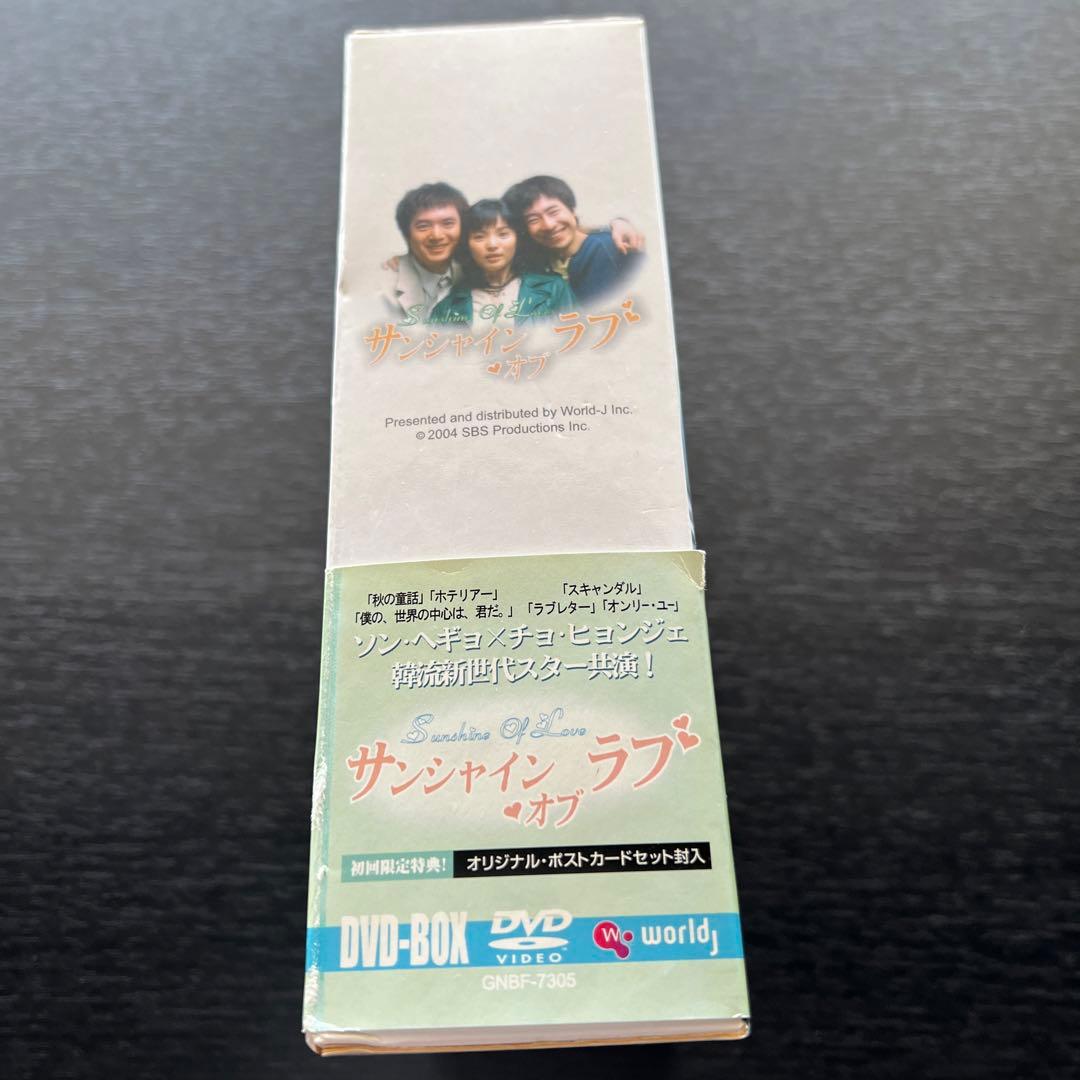 Sunshine Of Love
サンシャイン ラブ
オブ
Presented and distributed by World-J Inc.
© 2004 SBS Productions Inc.
「秋の童話」「ホテリアー」 「スキャンダル」
「僕の、世界の中心は、君だ。」 「ラブレター」「オンリー・ユー」
ソン・ヘギョ×チョ・ヒョンジェ
韓流新世代スター共演!
Sunshine Of Love
サンシャイン ラブ
オブ
初回限定特典! オリジナル・ポストカードセット封入
DVD-BOX DVD VIDEO™ W. worldj
GNBF-7305